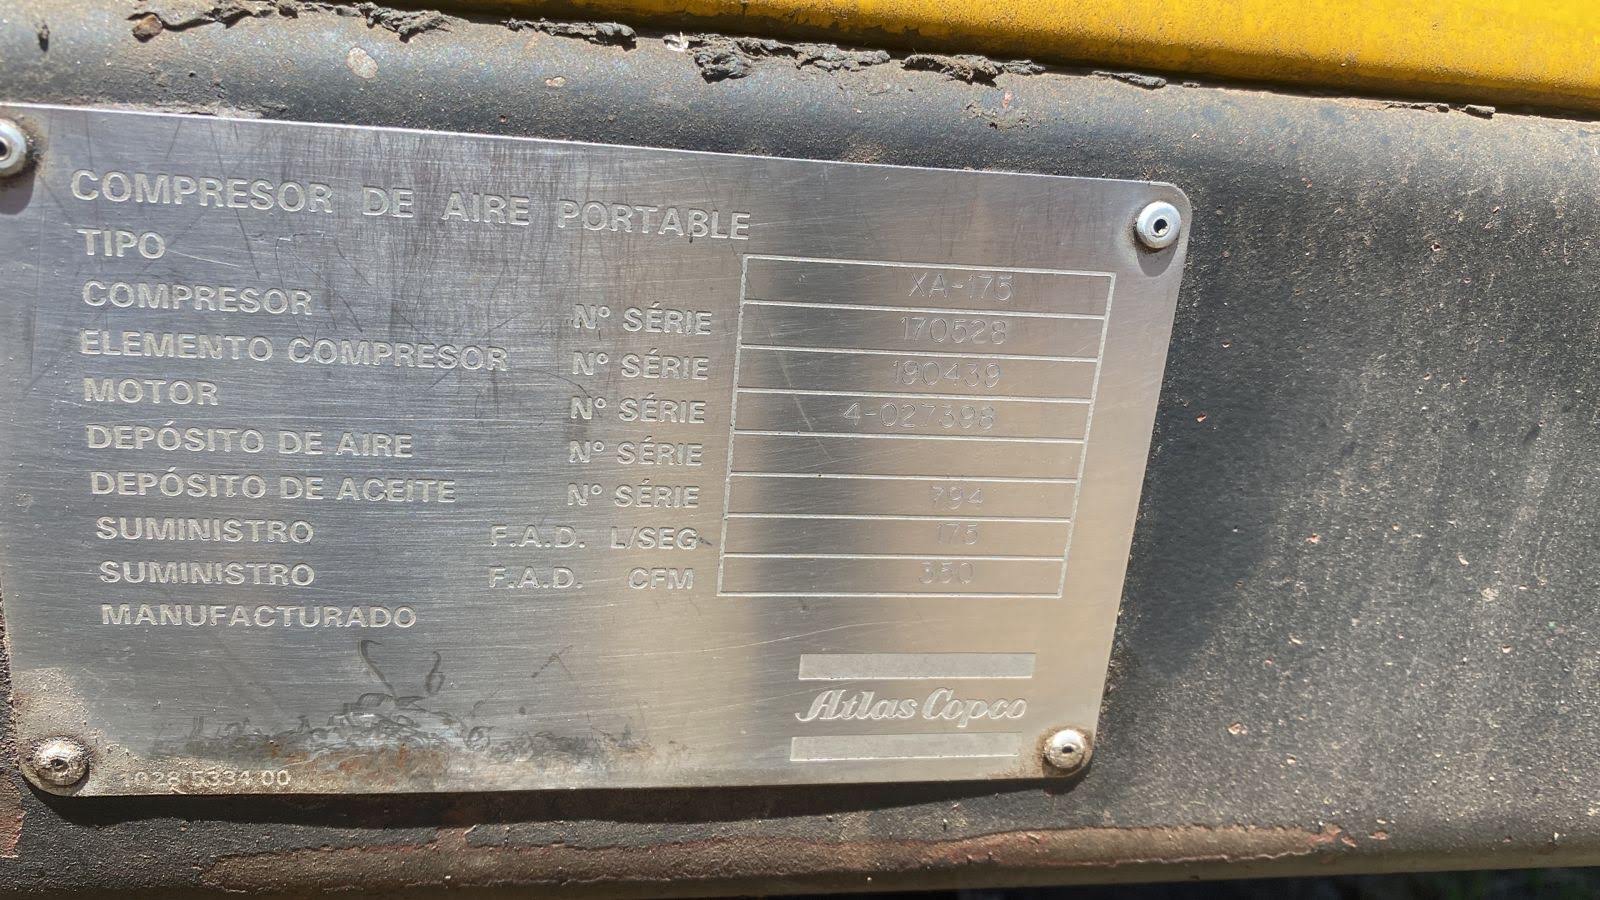 COMPRESOR DE AIRE PORTABLE
TIPO XA-175
COMPRESOR Nº SÉRIE 170528
ELEMENTO COMPRESOR Nº SÉRIE 190439
MOTOR Nº SÉRIE 4-027398
DEPÓSITO DE AIRE Nº SÉRIE
DEPÓSITO DE ACEITE Nº SÉRIE 794
SUMINISTRO F.A.D. L/SEG 175
SUMINISTRO F.A.D. CFM 350
MANUFACTURADO
Atlas Copco
5334 00